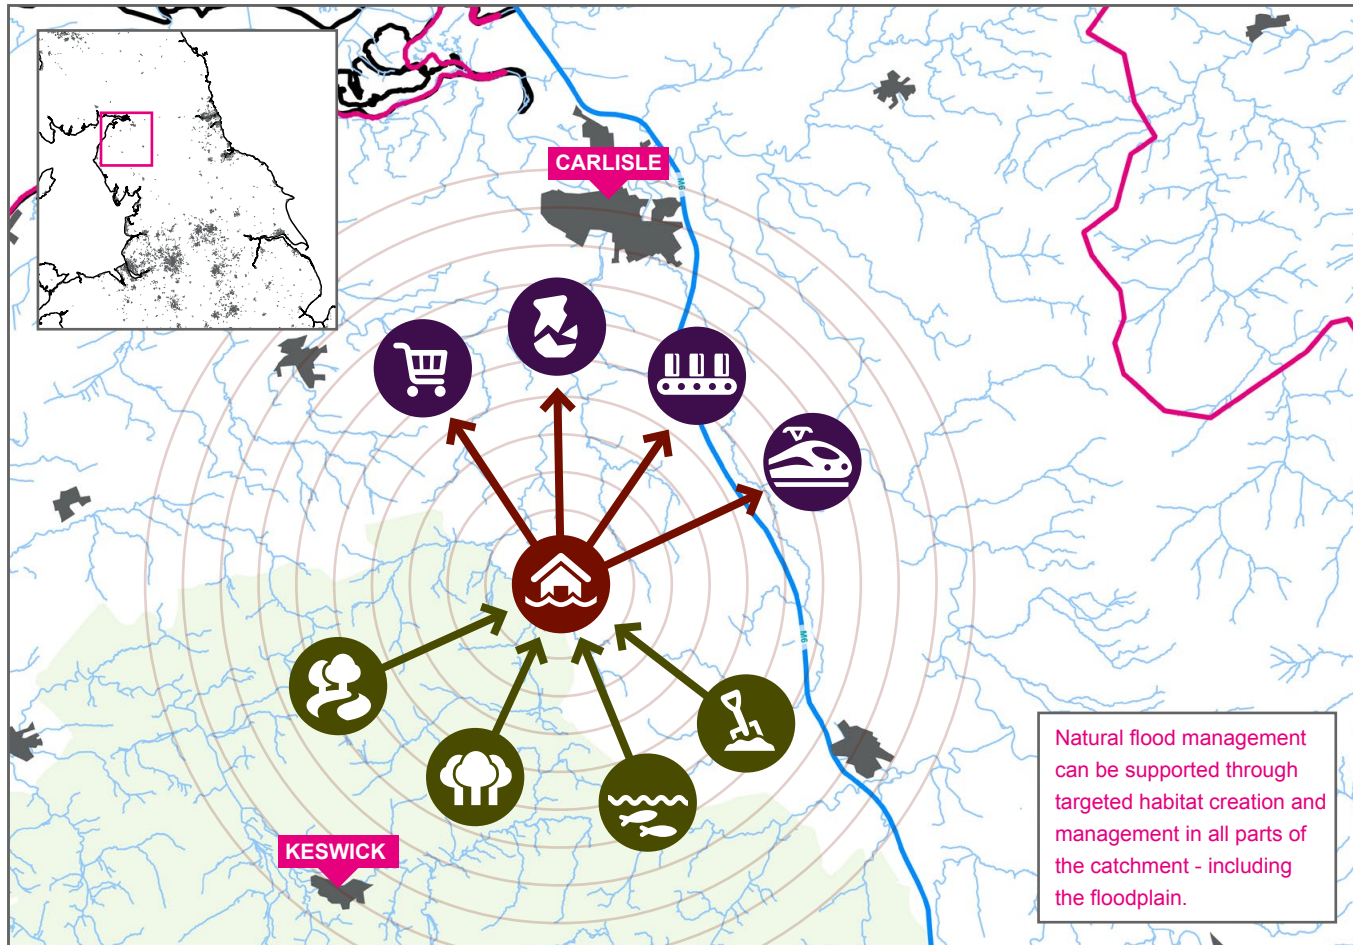 CARLISLE
M6
M6
KESWICK
Natural flood management
can be supported through
targeted habitat creation and
management in all parts of
the catchment - including
the floodplain.